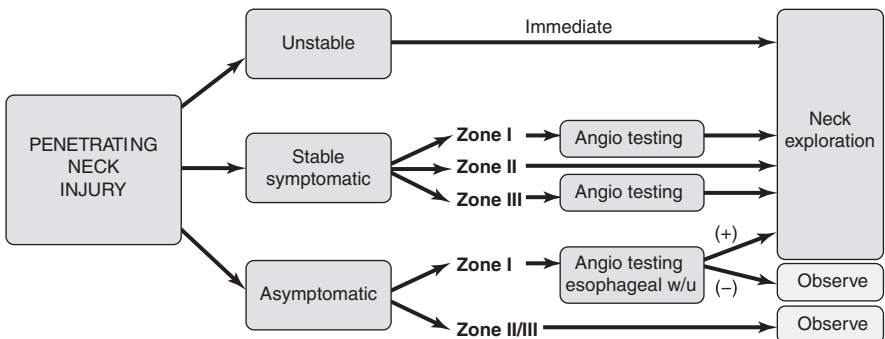 PENETRATING
NECK
INJURY
Unstable
Immediate
Neck
exploration
Stable
symptomatic
Zone I
Angio testing
Zone II
Zone III
Angio testing
Asymptomatic
Zone I
Angio testing
esophageal w/u
(+)
(−)
Observe
Zone II/III
Observe